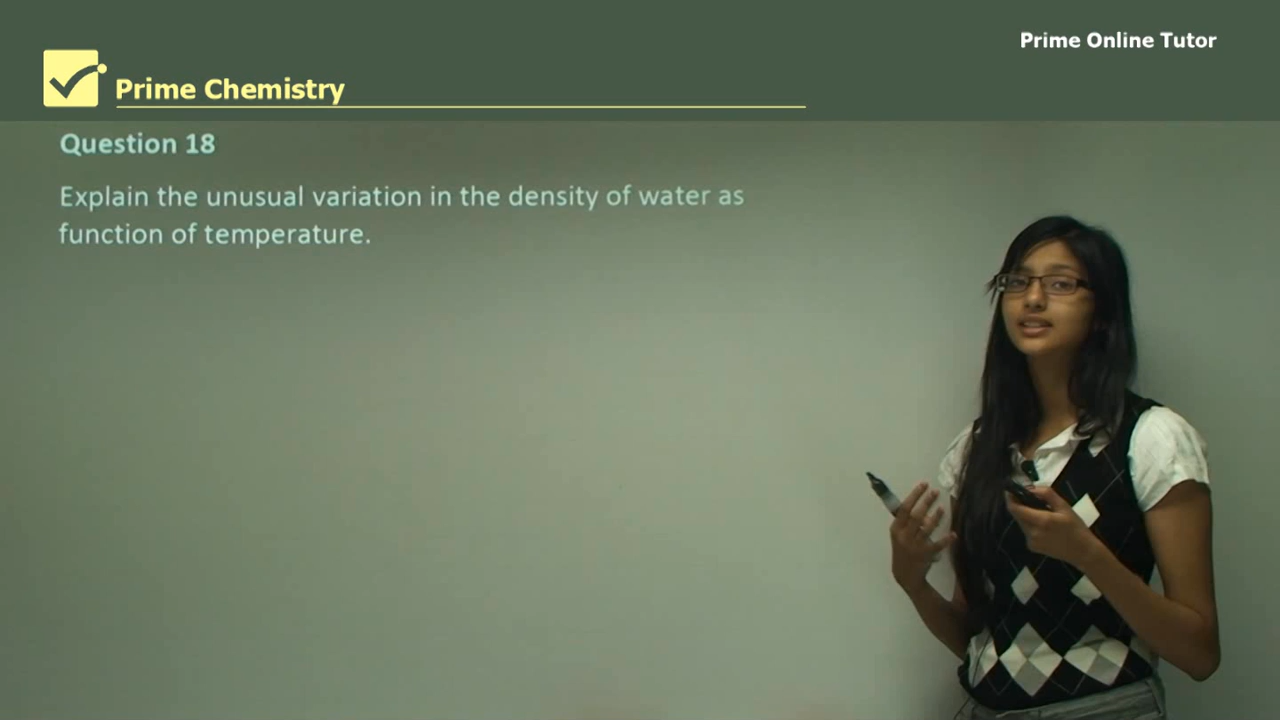 Prime Online Tutor
Prime Chemistry
Question 18
Explain the unusual variation in the density of water as
function of temperature.